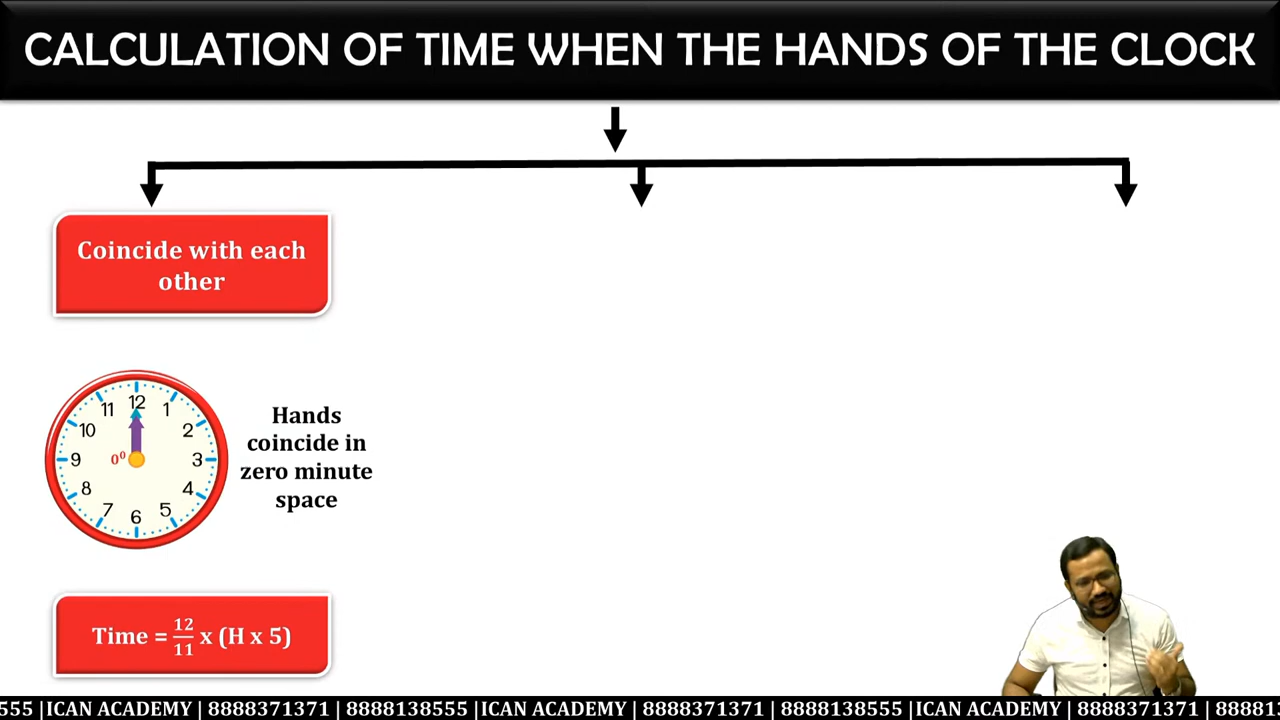 CALCULATION OF TIME WHEN THE HANDS OF THE CLOCK
Coincide with each
other
12
11
1
10
2
9
0⁰
3
8
4
7
5
6
Hands
coincide in
zero minute
space
Time = 12/11 x (H x 5)
555 |ICAN ACADEMY | 8888371371 | 8888138555 |ICAN ACADEMY | 8888371371 | 8888138555 |ICAN ACADEMY | 8888371371 | 88881